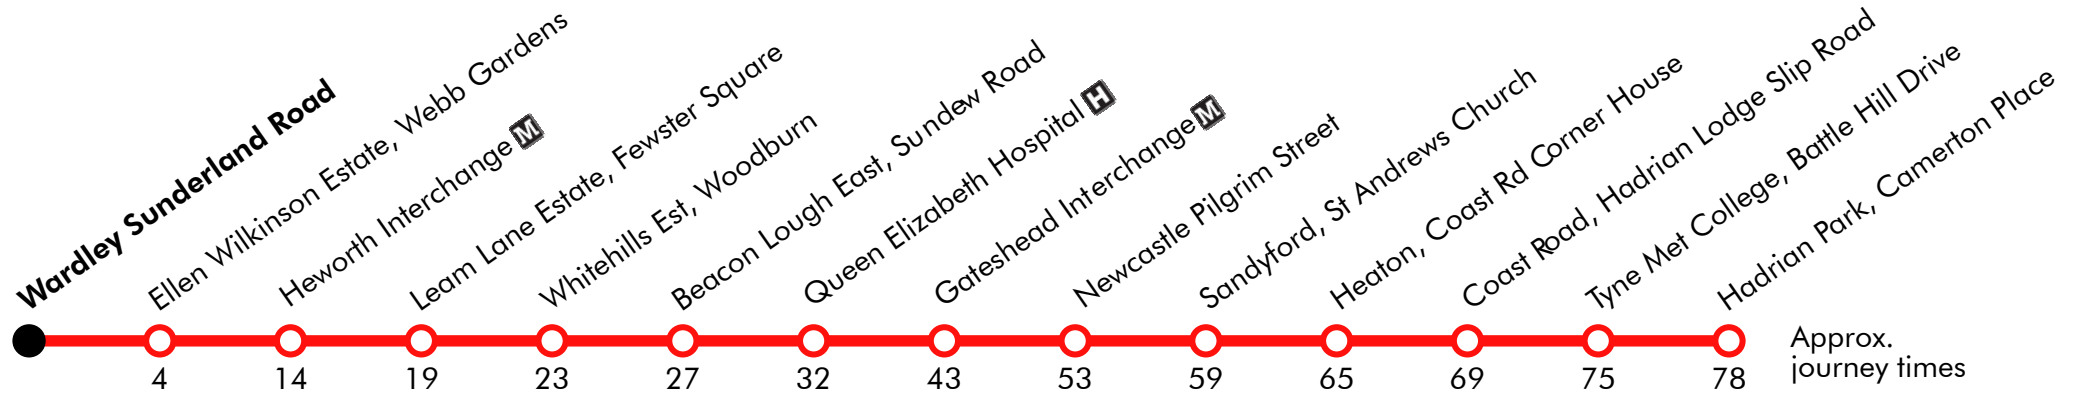 Wardley Sunderland Road
Ellen Wilkinson Estate, Webb Gardens
Heworth Interchange M
Leam Lane Estate, Fewster Square
Whitehills Est, Woodburn
Beacon Lough East, Sundew Road
Queen Elizabeth Hospital H
Gateshead Interchange M
Newcastle Pilgrim Street
Sandyford, St Andrews Church
Heaton, Coast Rd Corner House
Coast Road, Hadrian Lodge Slip Road
Tyne Met College, Battle Hill Drive
Hadrian Park, Camerton Place
4 14 19 23 27 32 43 53 59 65 69 75 78
Approx.
journey times